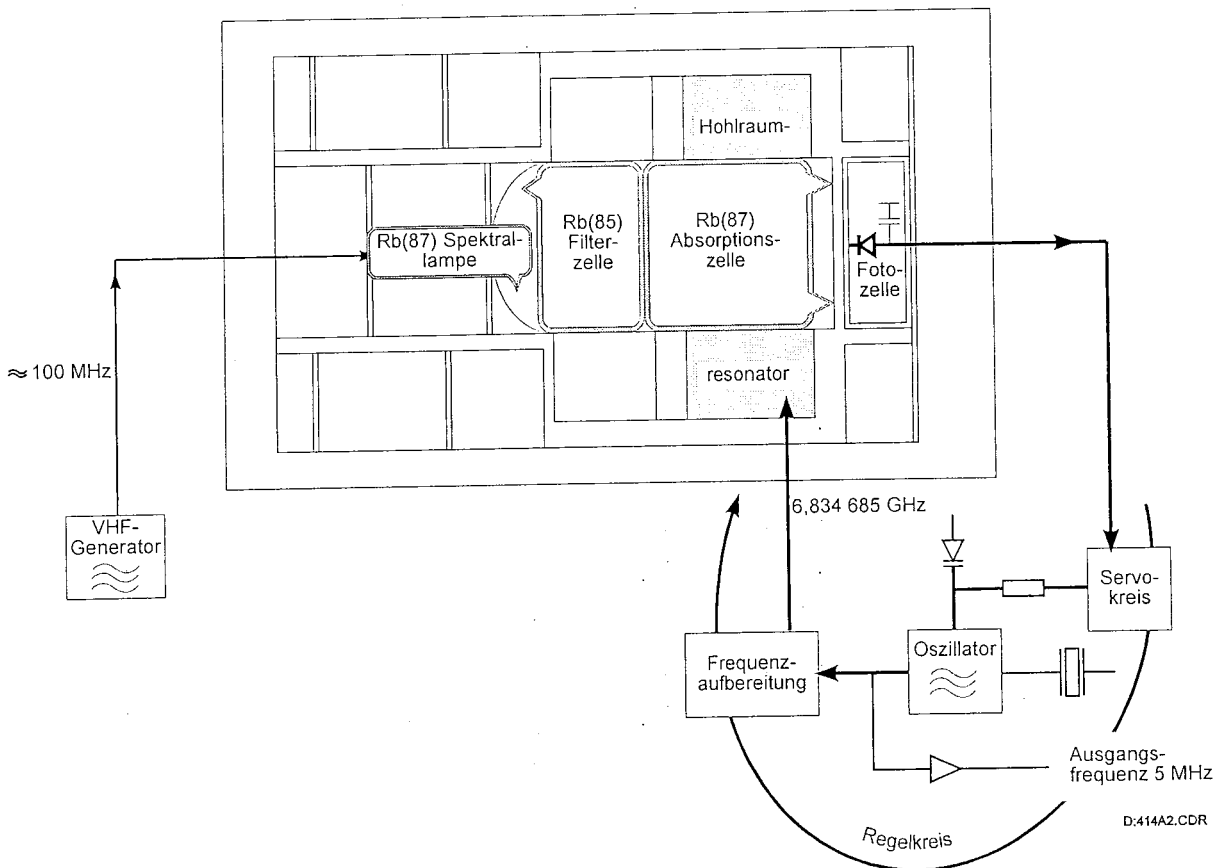 Hohlraum-
Rb(87) Spektral-
lampe
Rb(85)
Filter-
zelle
Rb(87)
Absorptions-
zelle
Foto-
zelle
≈ 100 MHz
resonator
6,834 685 GHz
VHF-
Generator
Servo-
kreis
Oszillator
Frequenz-
aufbereitung
Ausgangs-
frequenz 5 MHz
Regelkreis
D:414A2.CDR